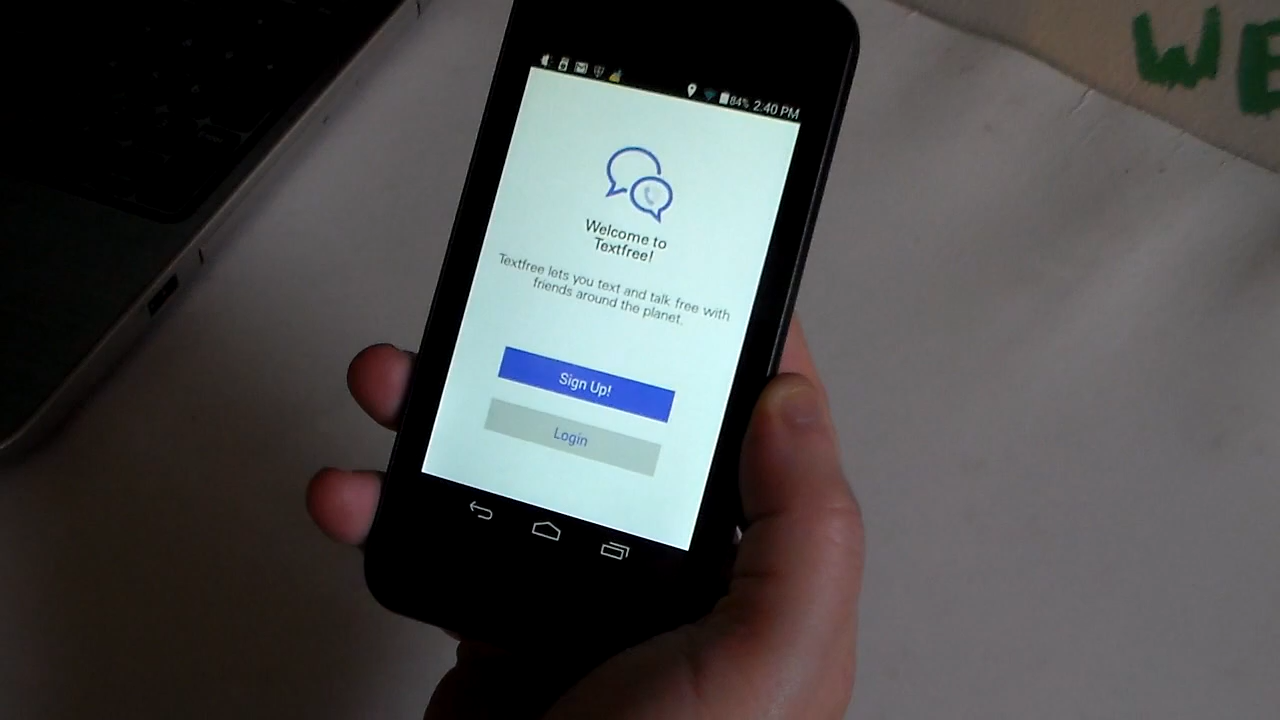 84% 2:40 PM
WE
Welcome to
Textfree!
Textfree lets you text and talk free with
friends around the planet.
Sign Up!
Login